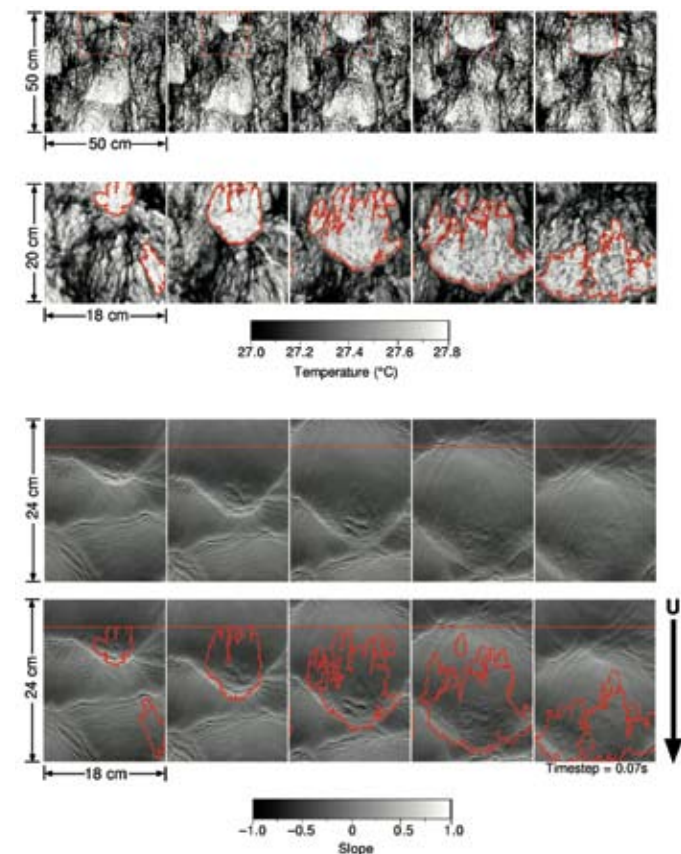 50 cm
50 cm
20 cm
18 cm
27.0 27.2 27.4 27.6 27.8
Temperature (°C)
24 cm
24 cm
U
Timestep = 0.07s
18 cm
-1.0 -0.5 0 0.5 1.0
Slope